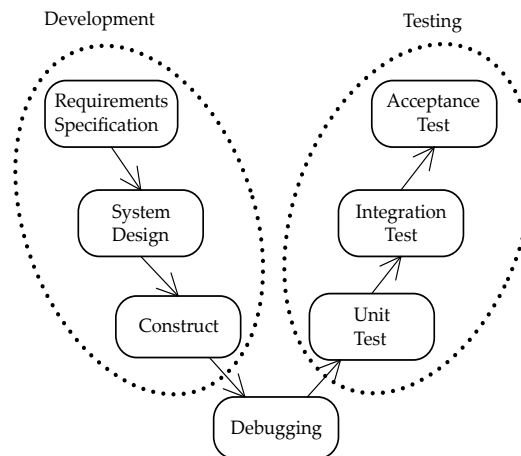 Development
Testing
Requirements
Specification
Acceptance
Test
System
Design
Integration
Test
Construct
Unit
Test
Debugging